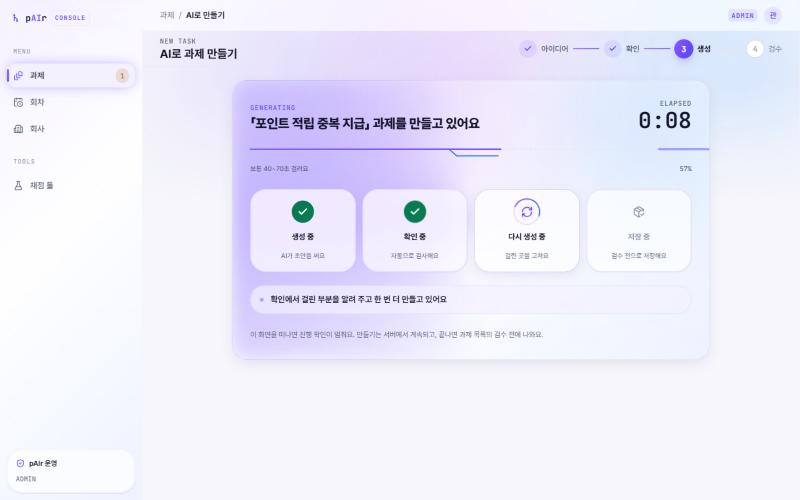 pAIr CONSOLE
과제 / AI로 만들기
ADMIN 관
MENU
과제 1
회차
회사
TOOLS
채점 툴
NEW TASK
AI로 과제 만들기
아이디어
확인
3 생성
4 검수
GENERATING
「포인트 적립 중복 지급」 과제를 만들고 있어요
ELAPSED
0:08
보통 40~70초 걸려요
57%
생성 중
AI가 초안을 써요
확인 중
자동으로 검사해요
다시 생성 중
걸린 곳을 고쳐요
저장 중
검수 전으로 저장해요
확인에서 걸린 부분을 알려 주고 한 번 더 만들고 있어요
이 화면을 떠나면 진행 확인이 멈춰요. 만들기는 서버에서 계속되고, 끝나면 과제 목록의 검수 전에 나와요.
pAIr 운영
ADMIN